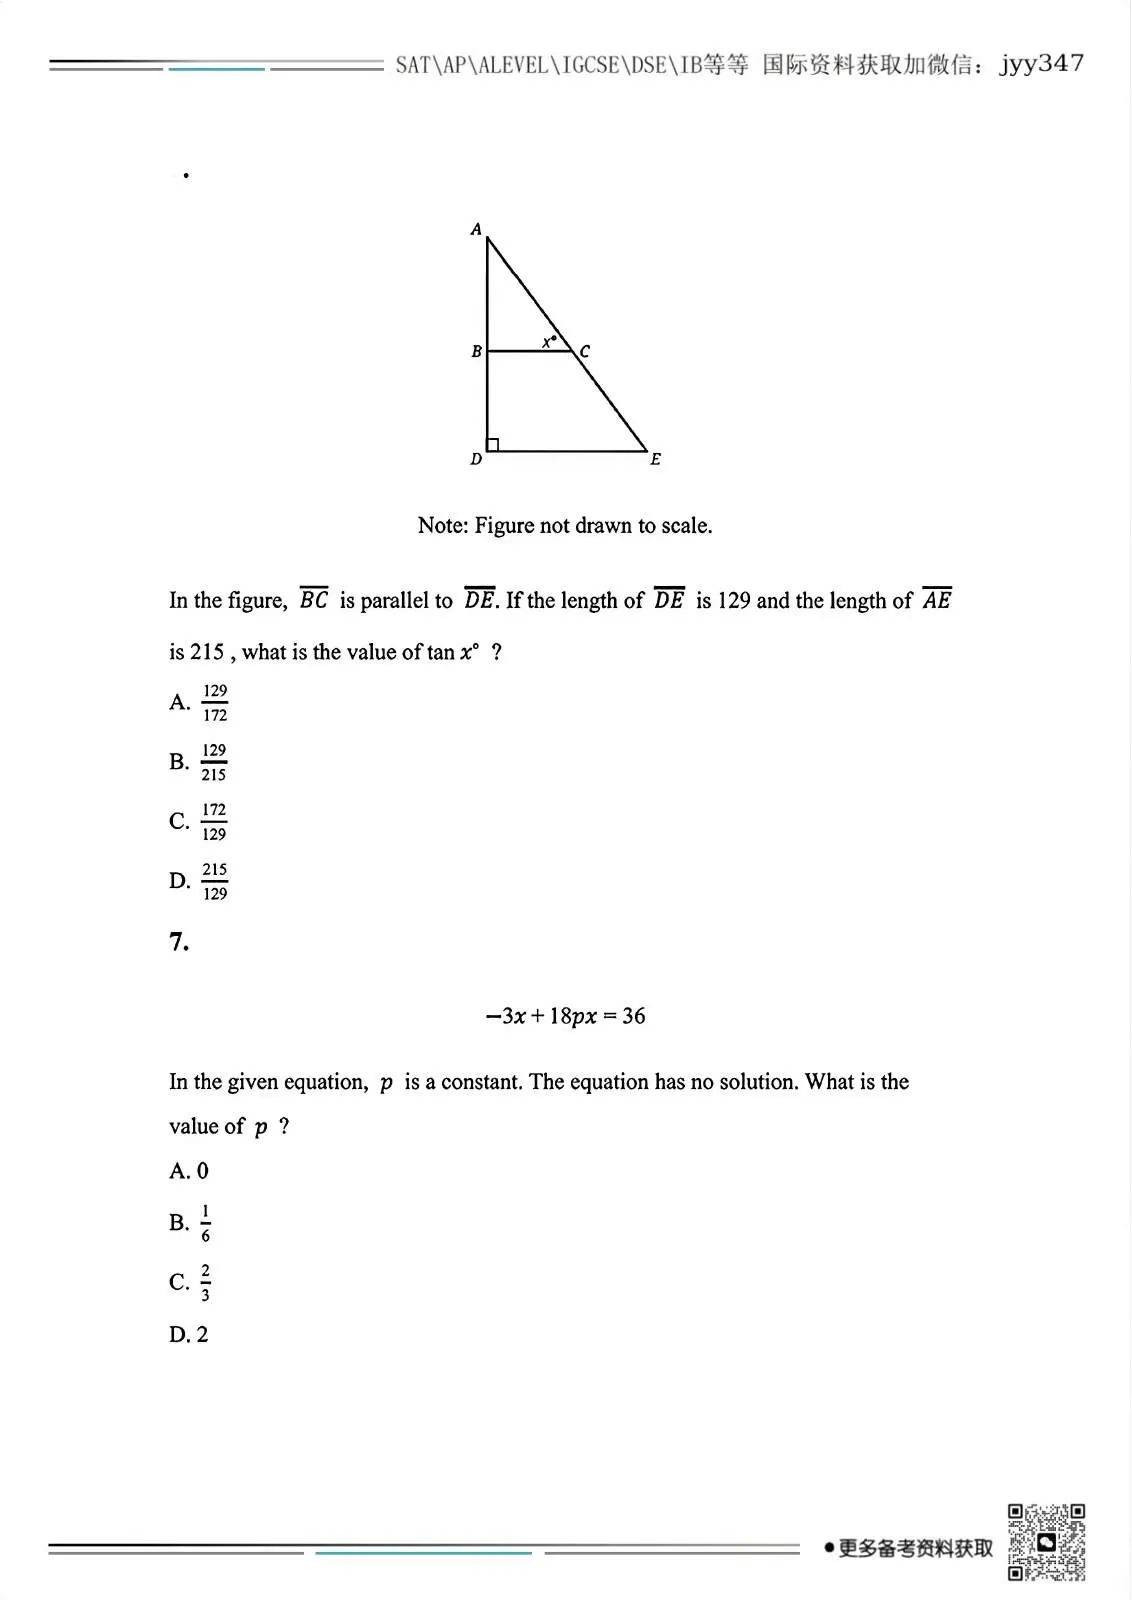 SAT\AP\ALEVEL\IGCSE\DSE\IB等等 国际资料获取加微信: jyy347
A
B
x°
C
D
E
Note: Figure not drawn to scale.
In the figure, BC is parallel to DE. If the length of DE is 129 and the length of AE
is 215 , what is the value of tan x° ?
A. 129/172
B. 129/215
C. 172/129
D. 215/129
7.
−3x + 18px = 36
In the given equation, p is a constant. The equation has no solution. What is the
value of p ?
A. 0
B. 1/6
C. 2/3
D. 2
●更多备考资料获取